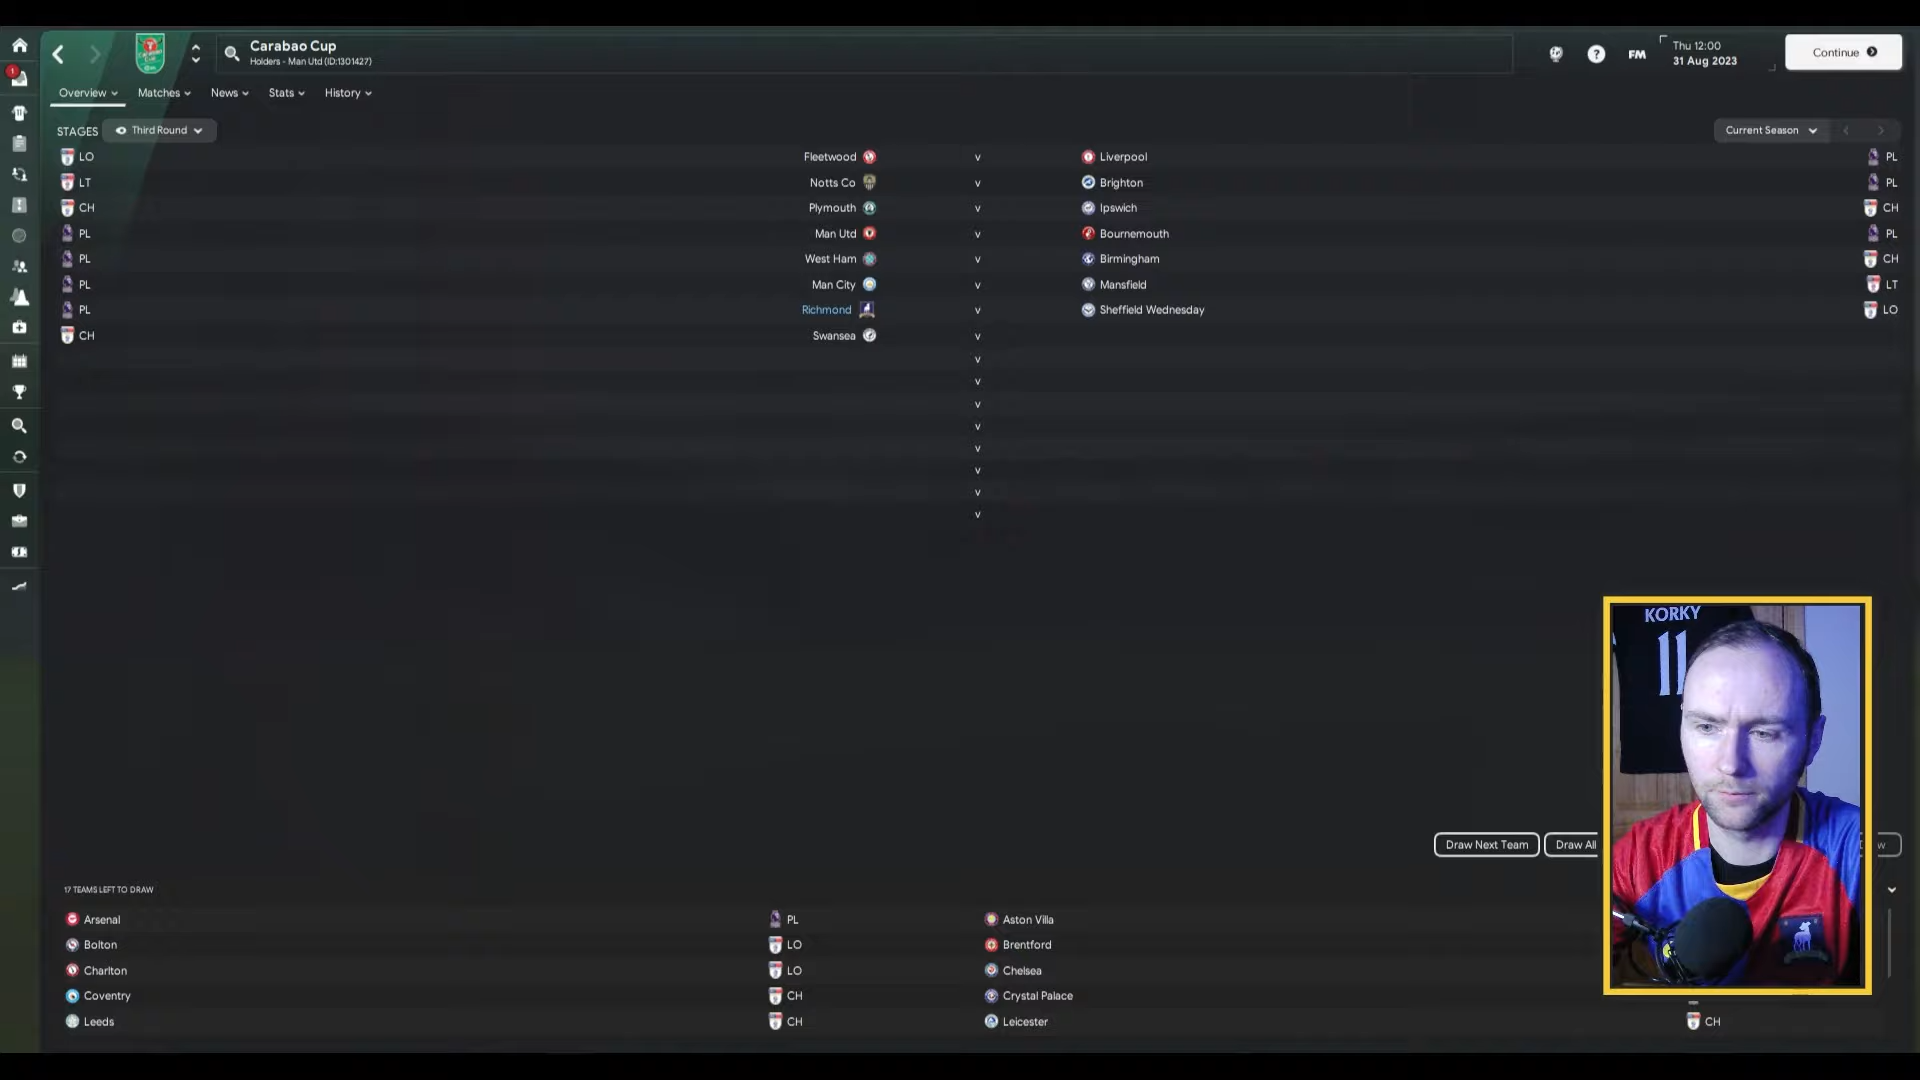 Carabao Cup
Holders - Man Utd (ID:1301427)
FM
Thu 12:00
31 Aug 2023
Continue
Overview
Matches
News
Stats
History
STAGES
Third Round
Current Season
LO Fleetwood v Liverpool PL
LT Notts Co v Brighton PL
CH Plymouth v Ipswich CH
PL Man Utd v Bournemouth PL
PL West Ham v Birmingham CH
PL Man City v Mansfield LT
PL Richmond v Sheffield Wednesday LO
CH Swansea v
v
v
v
v
v
v
v
v
KORKY
11
Draw Next Team
Draw All
w
17 TEAMS LEFT TO DRAW
Arsenal PL Aston Villa
Bolton LO Brentford
Charlton LO Chelsea
Coventry CH Crystal Palace
Leeds CH Leicester CH